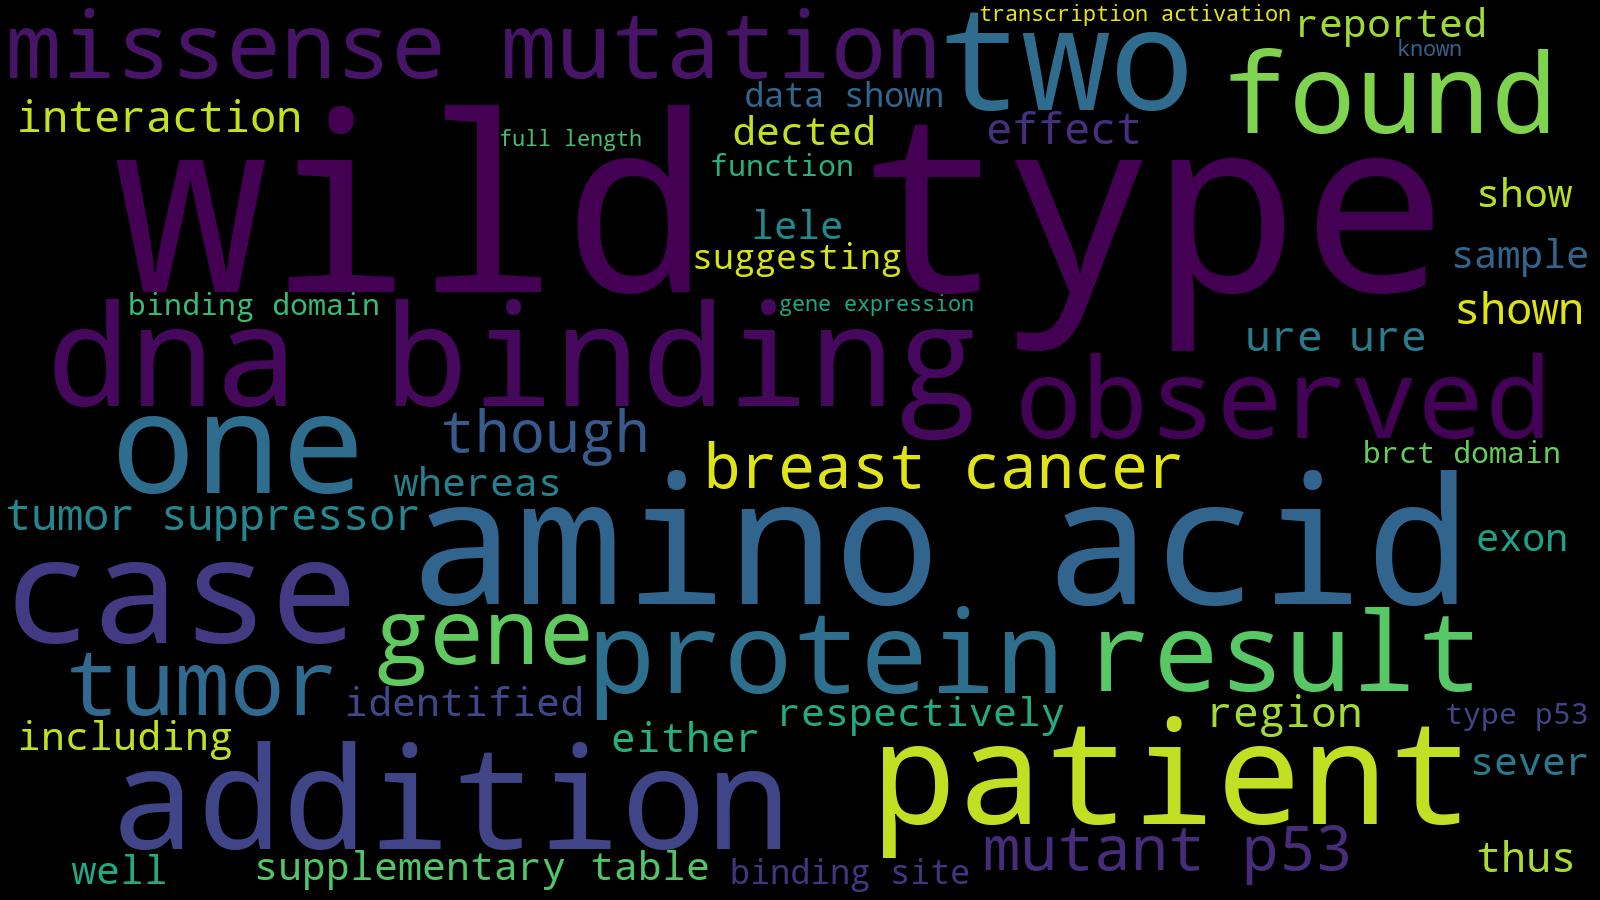 missense mutation
two
transcription activation
reported
known
found
interaction
data shown
dected
effect
full length
function
wild type
show
lele
suggesting
sample
binding domain
gene expression
shown
dna binding
ure ure
observed
one
though
breast cancer
brct domain
whereas
tumor suppressor
amino acid
exon
case
gene
protein
result
tumor
identified
respectively
region
type p53
including
either
patient
sever
addition
mutant p53
well
supplementary table
binding site
thus